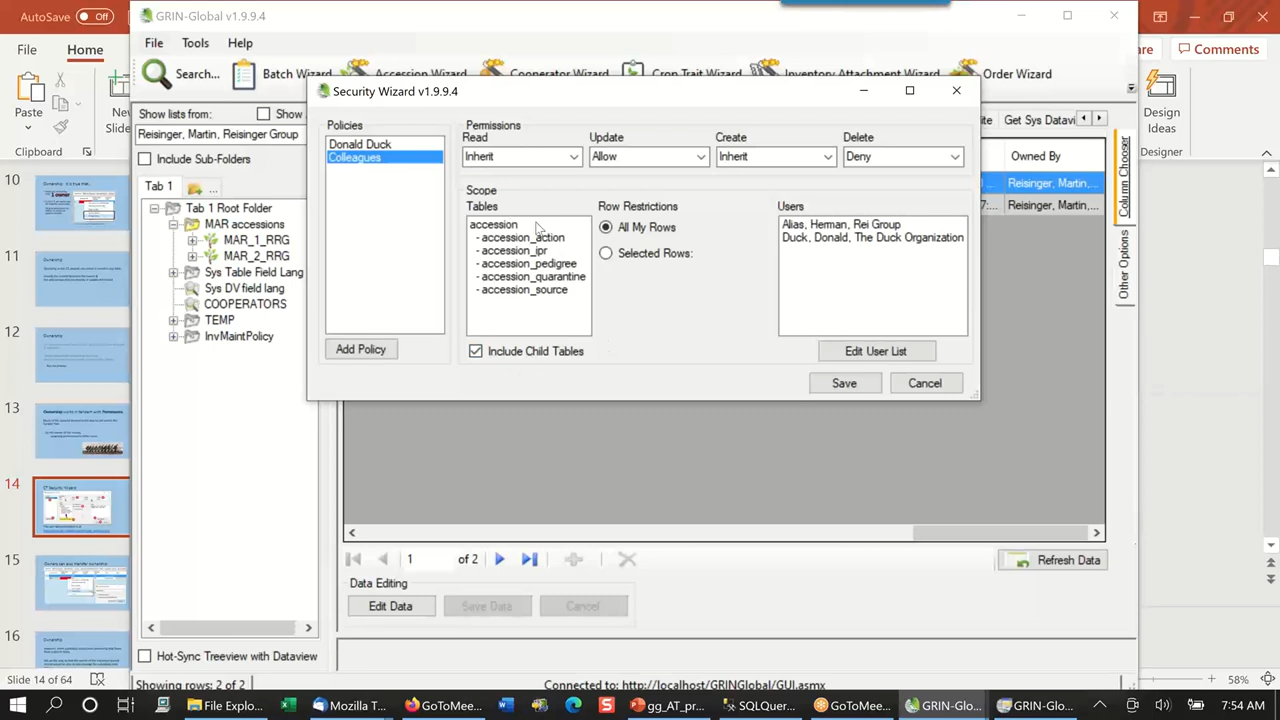 AutoSave Off
GRIN-Global v1.9.9.4
File Home
File Tools Help
Comments
Search... Batch Wizard Accession Wizard Cooperator Wizard Crop Trait Wizard Inventory Attachment Wizard Order Wizard
Paste
New
Slide
Clipboard
Design
Ideas
Designer
Show lists from:
Reisinger, Martin, Reisinger Group
Include Sub-Folders
Tab 1
Tab 1 Root Folder
MAR accessions
MAR_1_RRG
MAR_2_RRG
Sys Table Field Lang
Sys DV field lang
COOPERATORS
TEMP
InvMaintPolicy
Hot-Sync Treeview with Dataview
Showing rows: 2 of 2
Security Wizard v1.9.9.4
Policies
Donald Duck
Colleagues
Add Policy
Permissions
Read Update Create Delete
Inherit Allow Inherit Deny
Scope
Tables
accession
- accession_action
- accession_ipr
- accession_pedigree
- accession_quarantine
- accession_source
Include Child Tables
Row Restrictions
All My Rows
Selected Rows:
Users
Alias, Herman, Rei Group
Duck, Donald, The Duck Organization
Edit User List
Save Cancel
Get Sys Datavi
Owned By
Reisinger, Martin,...
Reisinger, Martin,...
Column Chooser
Other Options
1 of 2
Refresh Data
Data Editing
Edit Data Save Data Cancel
Connected to: http://localhost/GRINGlobal/GUI.asmx
10
11
12
13
14
15
16
Slide 14 of 64
58%
File Explo... Mozilla T... GoToMee... gg_AT_pr... SQLQuer... GoToMee... GRIN-Glo... GRIN-Glo... 7:54 AM